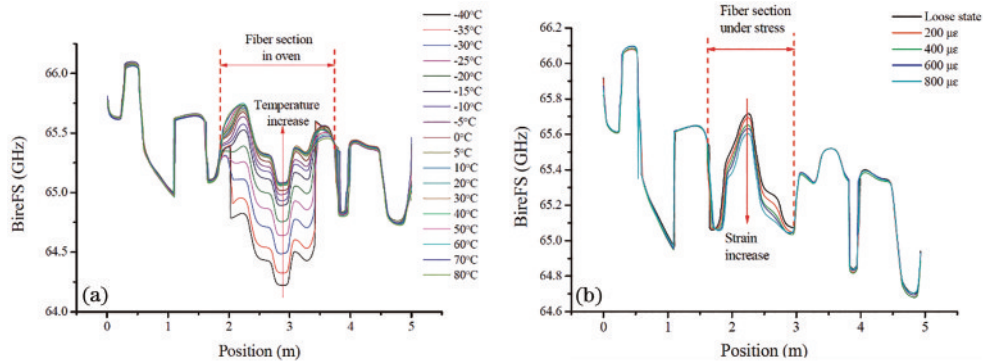 Fiber section
in oven
Temperature
increase
BireFS (GHz)
66.0
65.5
65.0
64.5
64.0
0
1
2
3
4
5
Position (m)
(a)
-40°C
-35°C
-30°C
-25°C
-20°C
-15°C
-10°C
-5°C
0°C
5°C
10°C
20°C
30°C
40°C
50°C
60°C
70°C
80°C
Fiber section
under stress
Strain
increase
BireFS (GHz)
66.2
66.0
65.8
65.6
65.4
65.2
65.0
64.8
64.6
0
1
2
3
4
5
Position (m)
(b)
Loose state
200 με
400 με
600 με
800 με